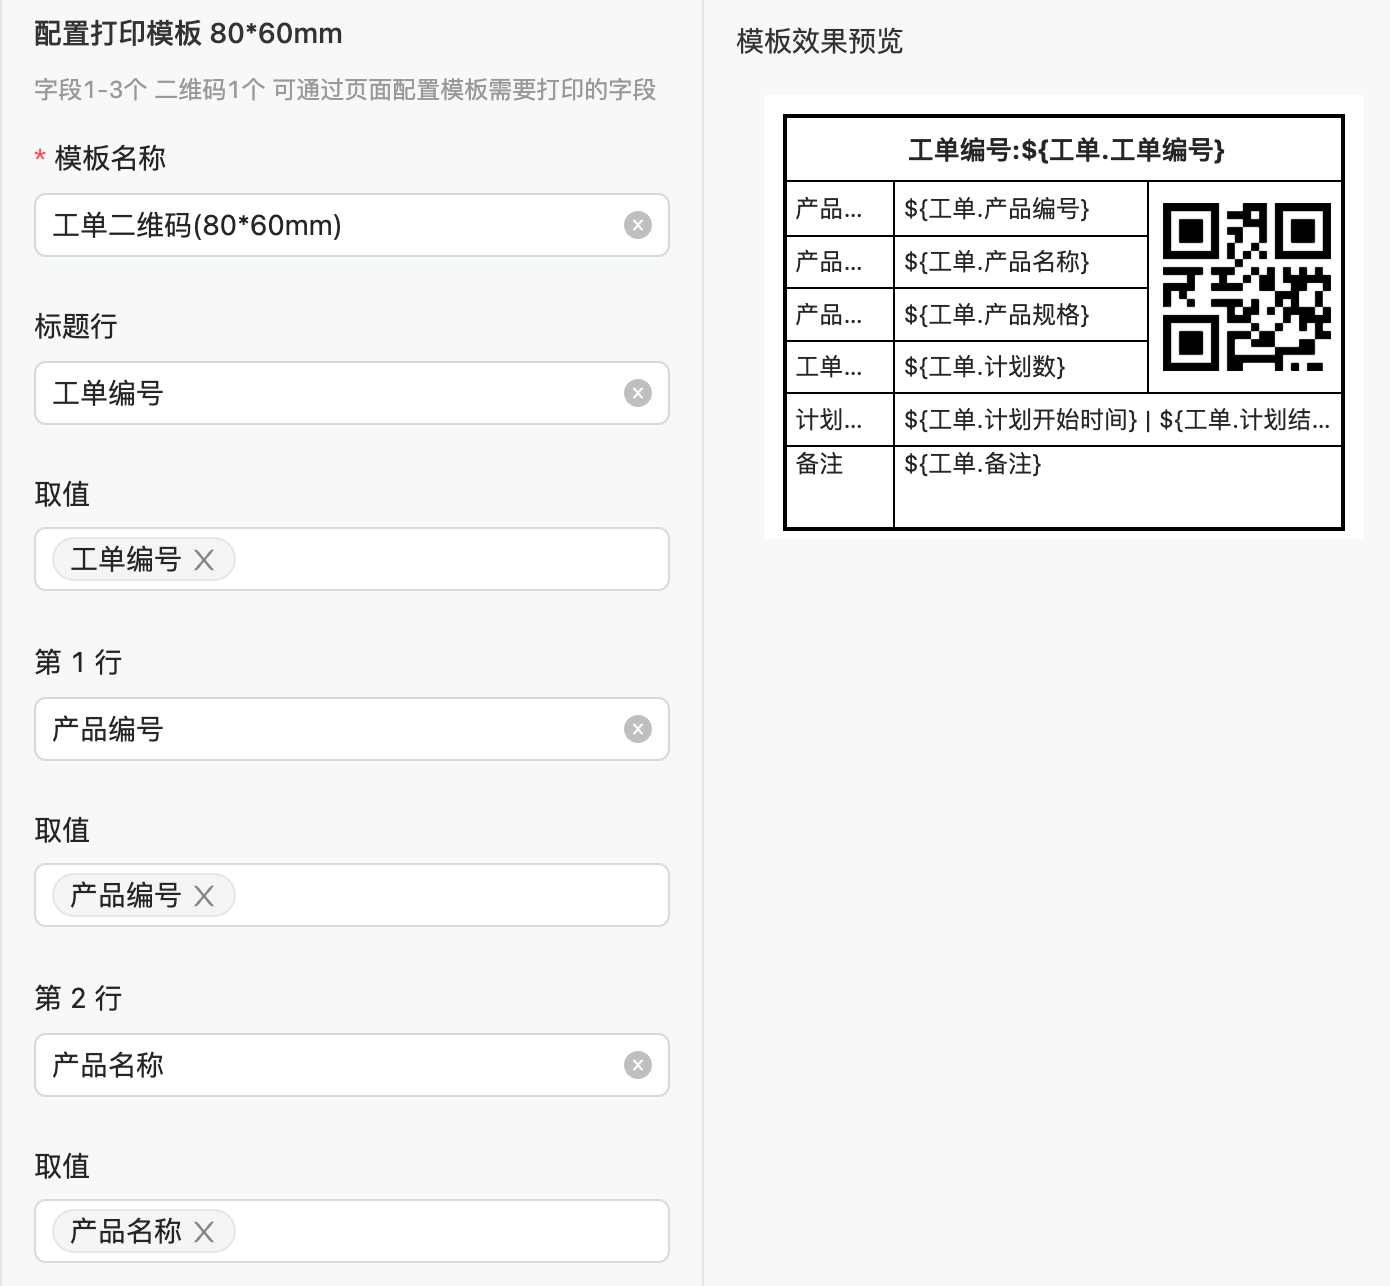 配置打印模板 80*60mm
字段1-3个 二维码1个 可通过页面配置模板需要打印的字段
* 模板名称
工单二维码(80*60mm)
标题行
工单编号
取值
工单编号 X
第 1 行
产品编号
取值
产品编号 X
第 2 行
产品名称
取值
产品名称 X
模板效果预览
工单编号:${工单.工单编号}
产品... ${工单.产品编号}
产品... ${工单.产品名称}
产品... ${工单.产品规格}
工单... ${工单.计划数}
计划... ${工单.计划开始时间} | ${工单.计划结...
备注 ${工单.备注}